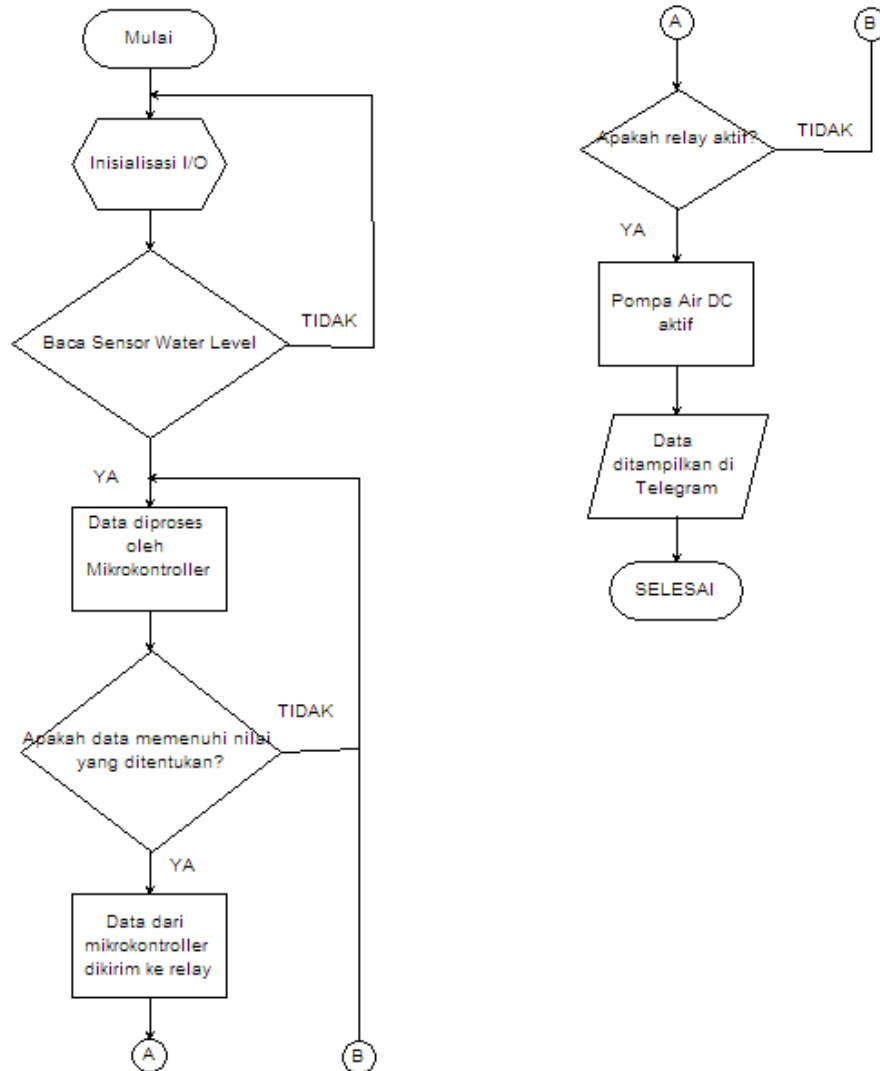 Mulai
Inisialisasi I/O
Baca Sensor Water Level
TIDAK
YA
Data diproses
oleh
Mikrokontroller
Apakah data memenuhi nilai
yang ditentukan?
TIDAK
YA
Data dari
mikrokontroller
dikirim ke relay
A
B
A
B
Apakah relay aktif?
TIDAK
YA
Pompa Air DC
aktif
Data
ditampilkan di
Telegram
SELESAI